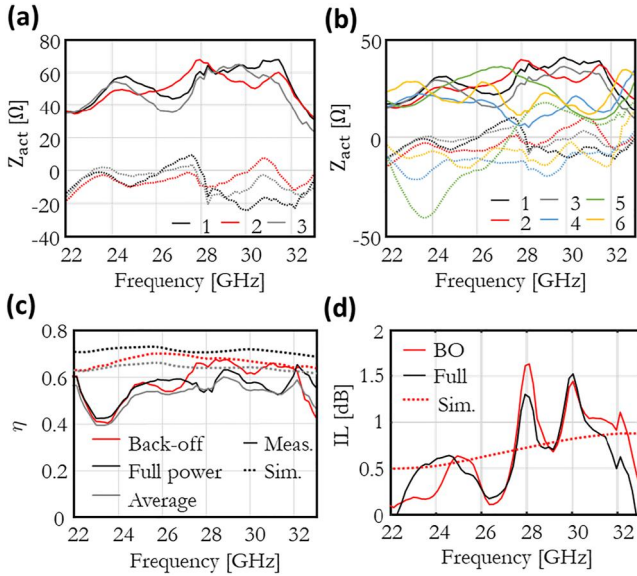 (a)
80
60
40
20
0
-20
-40
Z_act [Ω]
1 2 3
22 24 26 28 30 32
Frequency [GHz]
(b)
50
0
-50
Z_act [Ω]
1 3 5
2 4 6
22 24 26 28 30 32
Frequency [GHz]
(c)
0.8
0.6
0.4
0.2
0
η
Back-off Meas.
Full power Sim.
Average
22 24 26 28 30 32
Frequency [GHz]
(d)
2
1.5
1
0.5
0
IL [dB]
BO
Full
Sim.
22 24 26 28 30 32
Frequency [GHz]